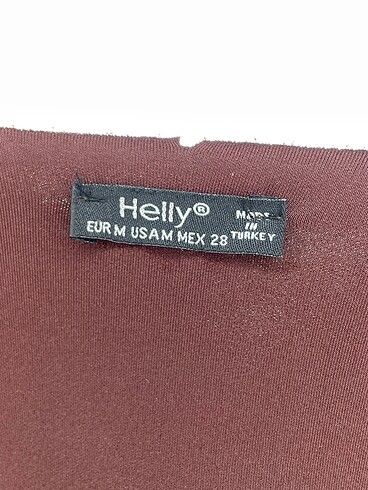 Helly®
EUR M USA M MEX 28
MADE
IN
TURKEY